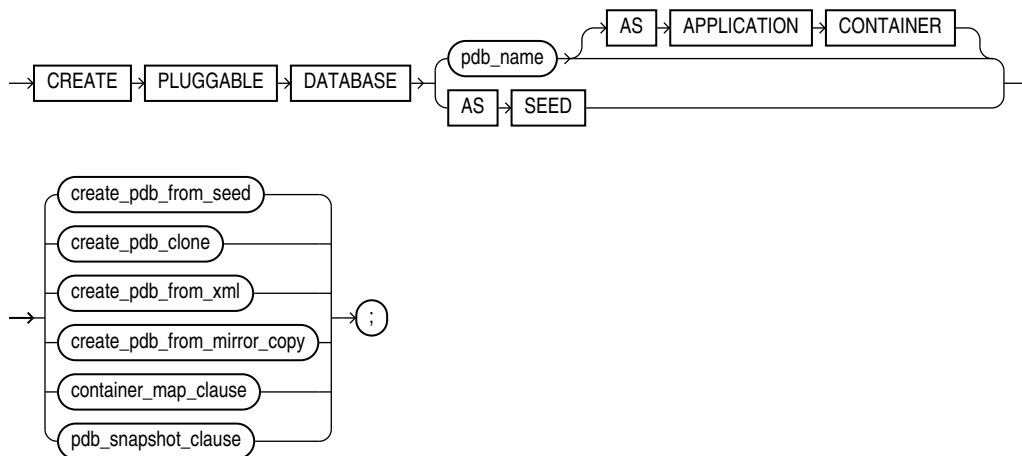 AS APPLICATION CONTAINER
pdb_name
CREATE PLUGGABLE DATABASE
AS SEED
create_pdb_from_seed
create_pdb_clone
create_pdb_from_xml
;
create_pdb_from_mirror_copy
container_map_clause
pdb_snapshot_clause